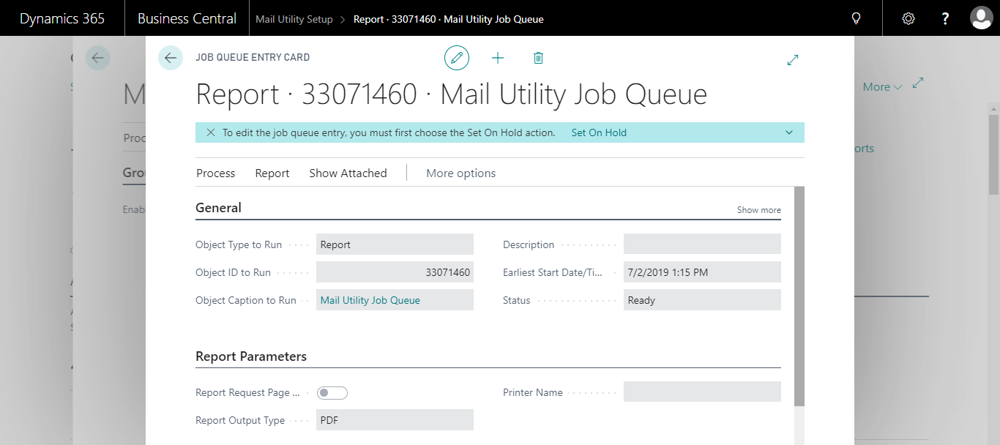 Dynamics 365 Business Central Mail Utility Setup > Report · 33071460 · Mail Utility Job Queue ?
JOB QUEUE ENTRY CARD
Report · 33071460 · Mail Utility Job Queue
More
To edit the job queue entry, you must first choose the Set On Hold action. Set On Hold
Process Report Show Attached More options
General Show more
Object Type to Run Report Description
Object ID to Run 33071460 Earliest Start Date/Ti... 7/2/2019 1:15 PM
Object Caption to Run Mail Utility Job Queue Status Ready
Report Parameters
Report Request Page ... Printer Name
Report Output Type PDF